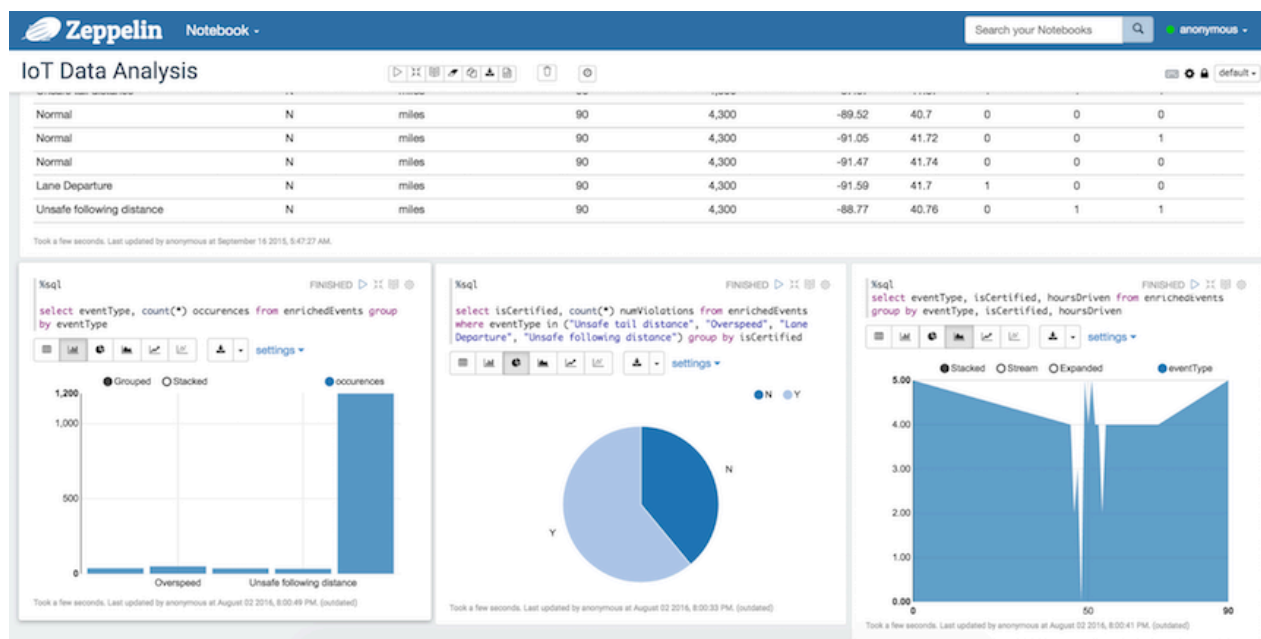 Zeppelin Notebook Search your Notebooks anonymous
IoT Data Analysis default
Normal N miles 90 4,300 -89.52 40.7 0 0 0
Normal N miles 90 4,300 -91.05 41.72 0 0 1
Normal N miles 90 4,300 -91.47 41.74 0 0 0
Lane Departure N miles 90 4,300 -91.59 41.7 1 0 0
Unsafe following distance N miles 90 4,300 -88.77 40.76 0 1 1
Took a few seconds. Last updated by anonymous at September 16 2015, 5:47:27 AM.
%sql FINISHED
select eventType, count(*) occurences from enrichedEvents group
by eventType
settings
Grouped Stacked occurences
1,200
1,000
500
0
Overspeed Unsafe following distance
Took a few seconds. Last updated by anonymous at August 02 2016, 8:00:49 PM. (outdated)
%sql FINISHED
select isCertified, count(*) numViolations from enrichedEvents
where eventType in ("Unsafe tail distance", "Overspeed", "Lane
Departure", "Unsafe following distance") group by isCertified
settings
N Y
N
Y
Took a few seconds. Last updated by anonymous at August 02 2016, 8:00:33 PM. (outdated)
%sql FINISHED
select eventType, isCertified, hoursDriven from enrichedEvents
group by eventType, isCertified, hoursDriven
settings
Stacked Stream Expanded eventType
5.00
4.00
3.00
2.00
1.00
0.00
0 50 90
Took a few seconds. Last updated by anonymous at August 02 2016, 8:00:41 PM. (outdated)